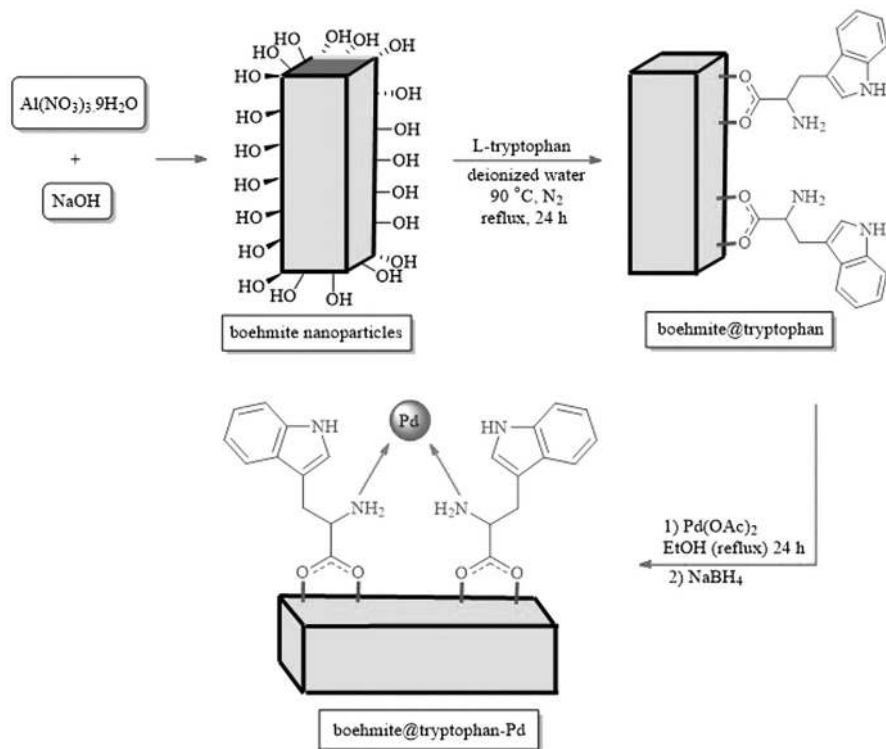 Al(NO3)3.9H2O
+
NaOH
OH
OH
HO
HO
OH
OH
HO
HO
HO
HO
HO
HO
HO
HO
OH
OH
OH
OH
OH
OH
OH
OH
HO
HO
OH
OH
boehmite nanoparticles
L-tryptophan
deionized water
90 °C, N2
reflux, 24 h
O
O
NH2
NH
O
O
NH2
NH
boehmite@tryptophan
1) Pd(OAc)2
EtOH (reflux) 24 h
2) NaBH4
NH
Pd
HN
NH2
H2N
O
O
O
O
boehmite@tryptophan-Pd